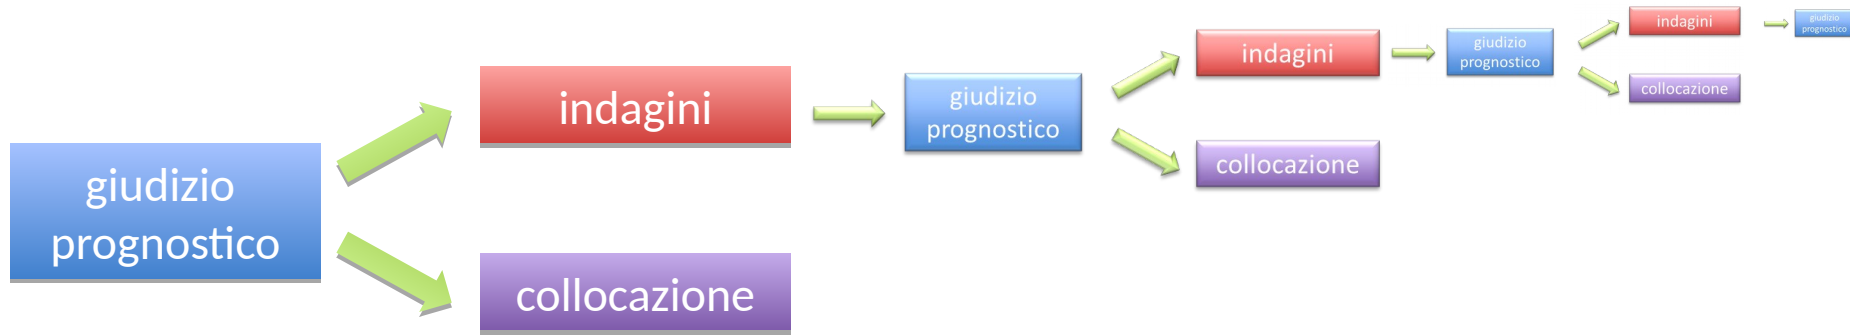 giudizio
prognostico
indagini
collocazione
giudizio
prognostico
indagini
collocazione
giudizio
prognostico
indagini
collocazione
giudizio
prognostico